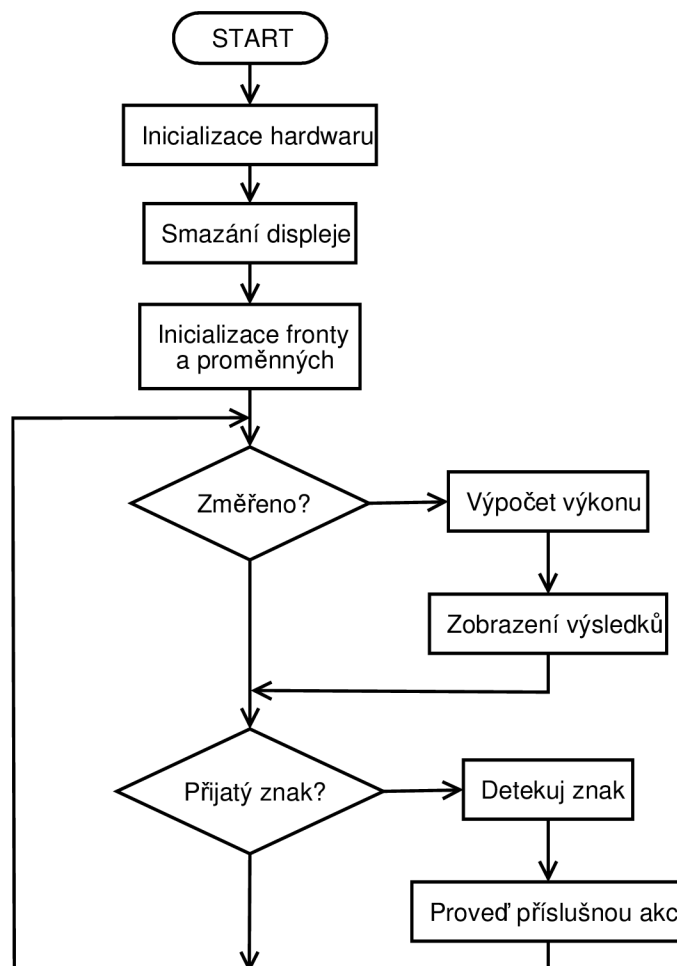 START
Inicializace hardwaru
Smazání displeje
Inicializace fronty
a proměnných
Změřeno?
Výpočet výkonu
Zobrazení výsledků
Přijatý znak?
Detekuj znak
Proveď příslušnou akc